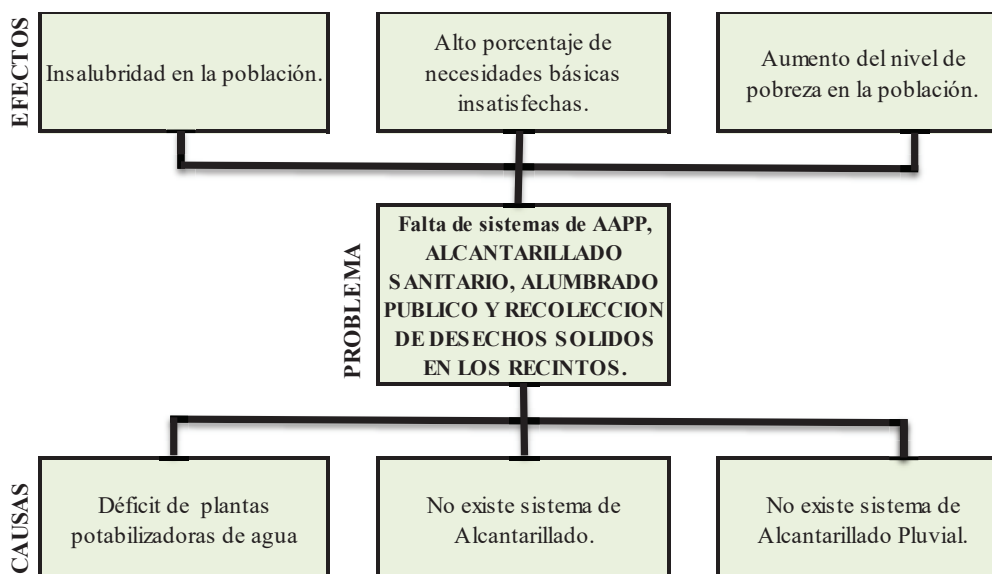 EFECTOS
Insalubridad en la población.
Alto porcentaje de
necesidades básicas
insatisfechas.
Aumento del nivel de
pobreza en la población.
PROBLEMA
Falta de sistemas de AAPP,
ALCANTARILLADO
SANITARIO, ALUMBRADO
PUBLICO Y RECOLECCION
DE DESECHOS SOLIDOS
EN LOS RECINTOS.
CAUSAS
Déficit de plantas
potabilizadoras de agua
No existe sistema de
Alcantarillado.
No existe sistema de
Alcantarillado Pluvial.